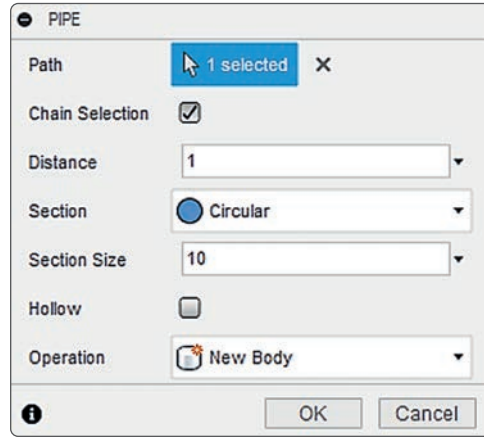 PIPE
Path 1 selected
Chain Selection
Distance 1
Section Circular
Section Size 10
Hollow
Operation New Body
OK Cancel